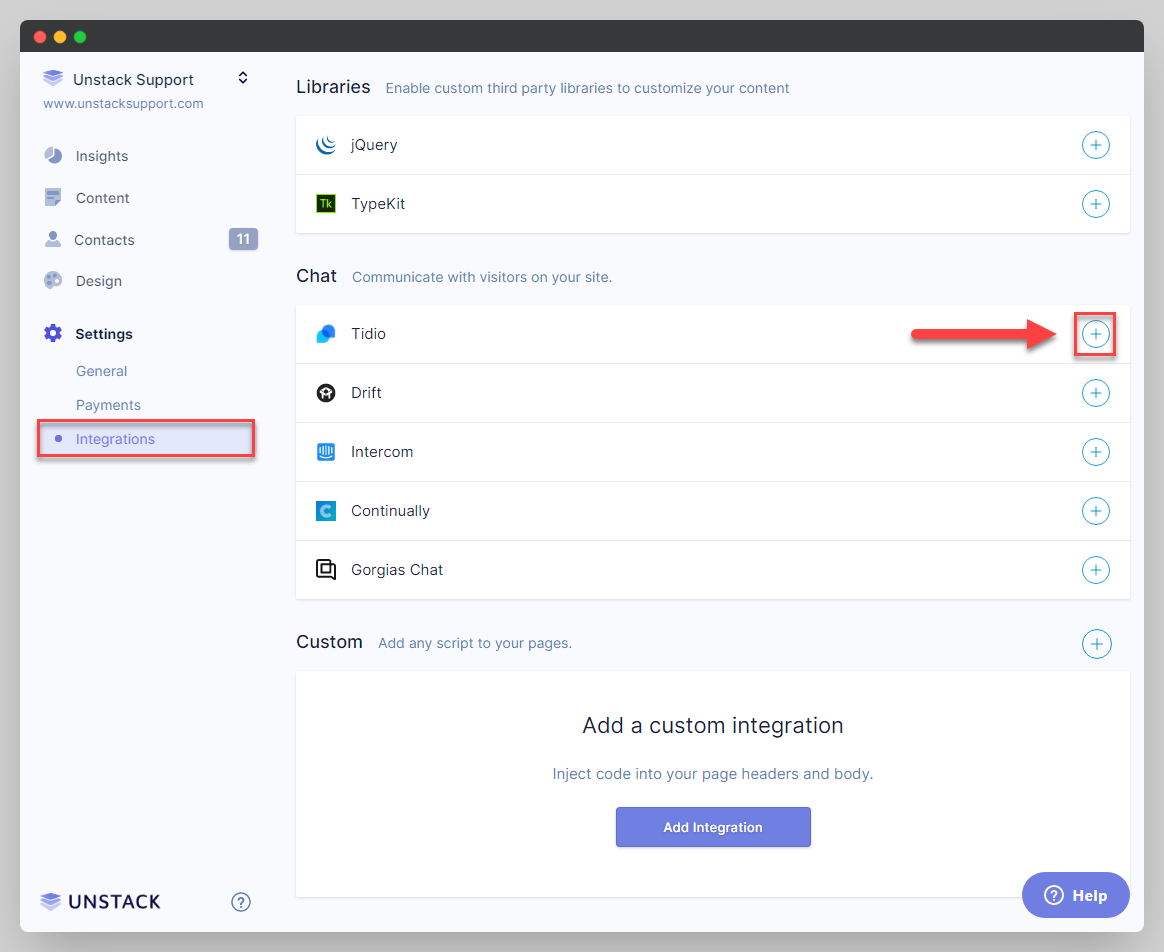 Unstack Support
www.unstacksupport.com
Insights
Content
Contacts 11
Design
Settings
General
Payments
Integrations
UNSTACK ?
Libraries Enable custom third party libraries to customize your content
jQuery
Tk TypeKit
Chat Communicate with visitors on your site.
Tidio
Drift
Intercom
C Continually
Gorgias Chat
Custom Add any script to your pages.
Add a custom integration
Inject code into your page headers and body.
Add Integration
? Help